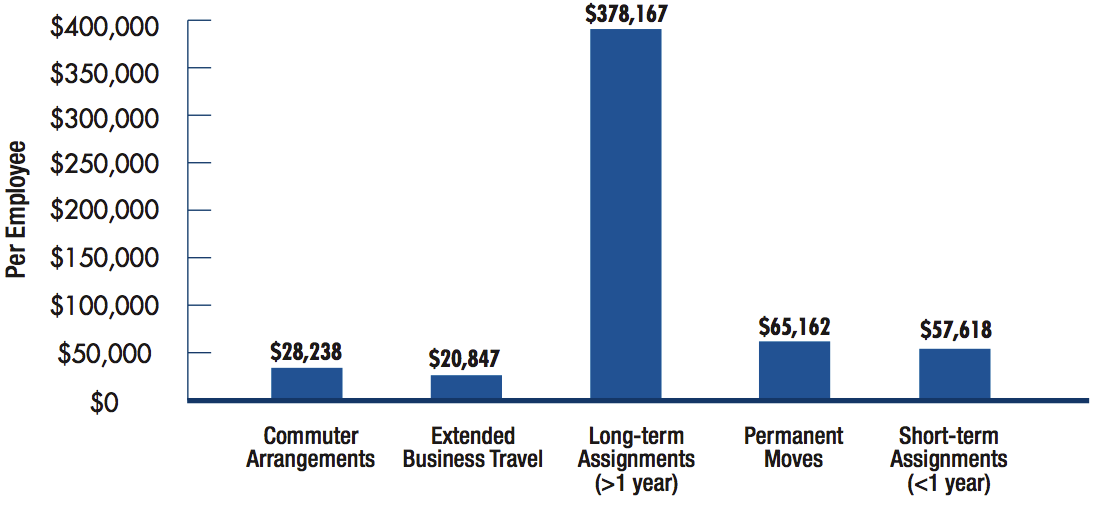 $400,000
$350,000
$300,000
$250,000
$200,000
$150,000
$100,000
$50,000
$0
Per Employee
$28,238
$20,847
$378,167
$65,162
$57,618
Commuter
Arrangements
Extended
Business Travel
Long-term
Assignments
(>1 year)
Permanent
Moves
Short-term
Assignments
(<1 year)